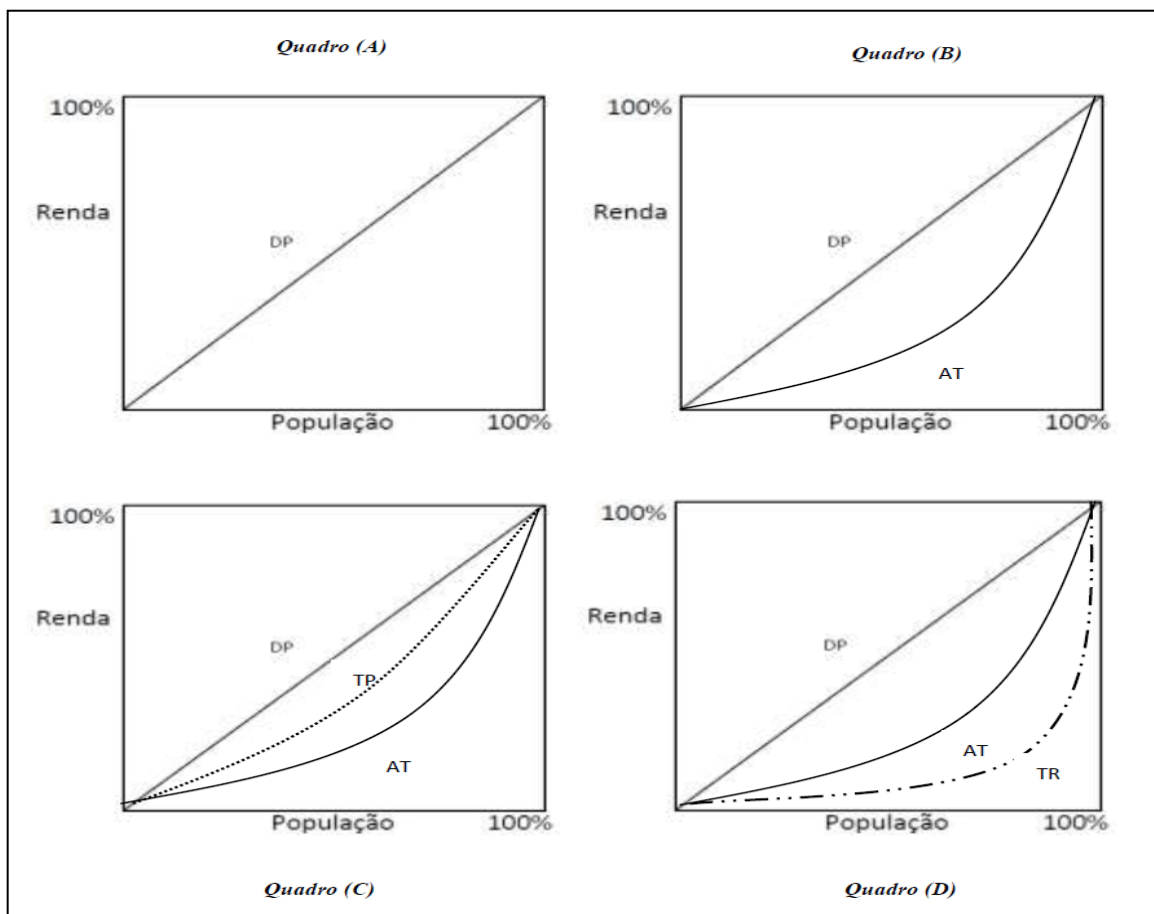 Quadro (A)
100%
Renda
DP
População
100%
Quadro (B)
100%
Renda
DP
AT
População
100%
100%
Renda
DP
TP
AT
População
100%
Quadro (C)
100%
Renda
DP
AT
TR
População
100%
Quadro (D)